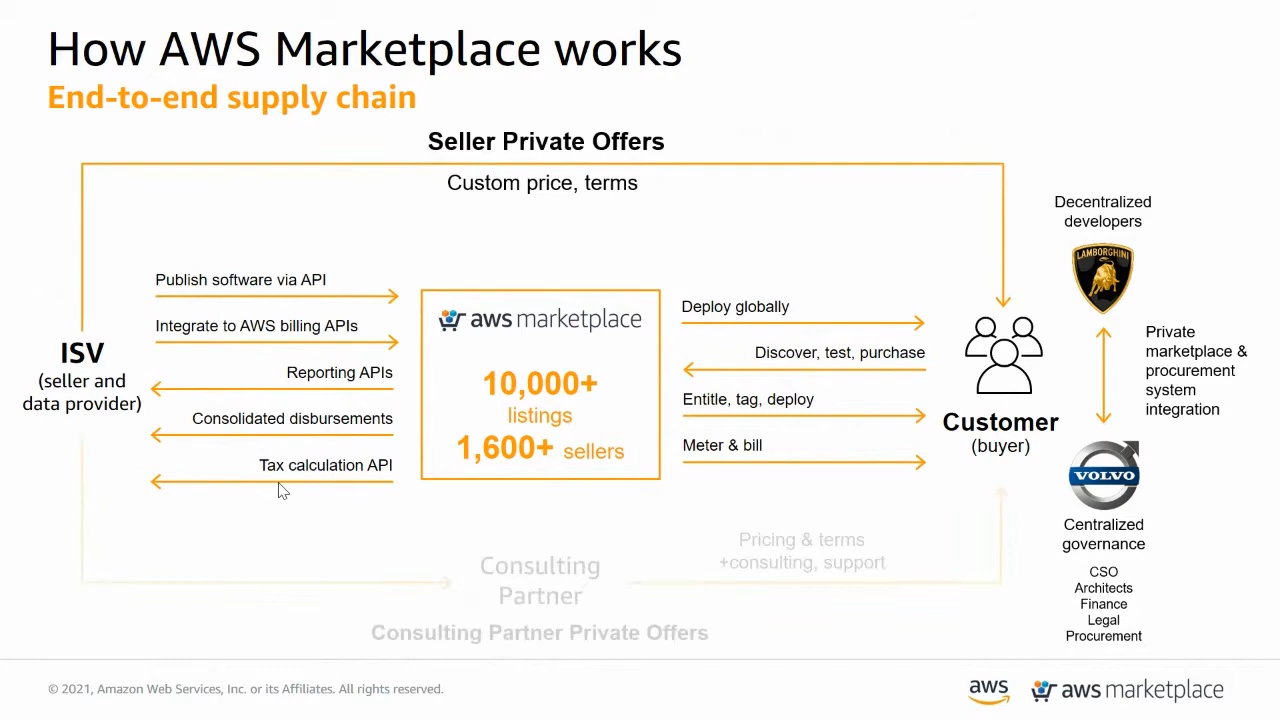 How AWS Marketplace works
End-to-end supply chain
Seller Private Offers
Custom price, terms
Decentralized
developers
LAMBORGHINI
Publish software via API
Integrate to AWS billing APIs
Reporting APIs
Consolidated disbursements
Tax calculation API
ISV
(seller and
data provider)
aws marketplace
10,000+
listings
1,600+ sellers
Deploy globally
Discover, test, purchase
Entitle, tag, deploy
Meter & bill
Customer
(buyer)
Private
marketplace &
procurement
system
integration
VOLVO
Centralized
governance
CSO
Architects
Finance
Legal
Procurement
Pricing & terms
+consulting, support
Consulting
Partner
Consulting Partner Private Offers
© 2021, Amazon Web Services, Inc. or its Affiliates. All rights reserved.
aws
aws marketplace